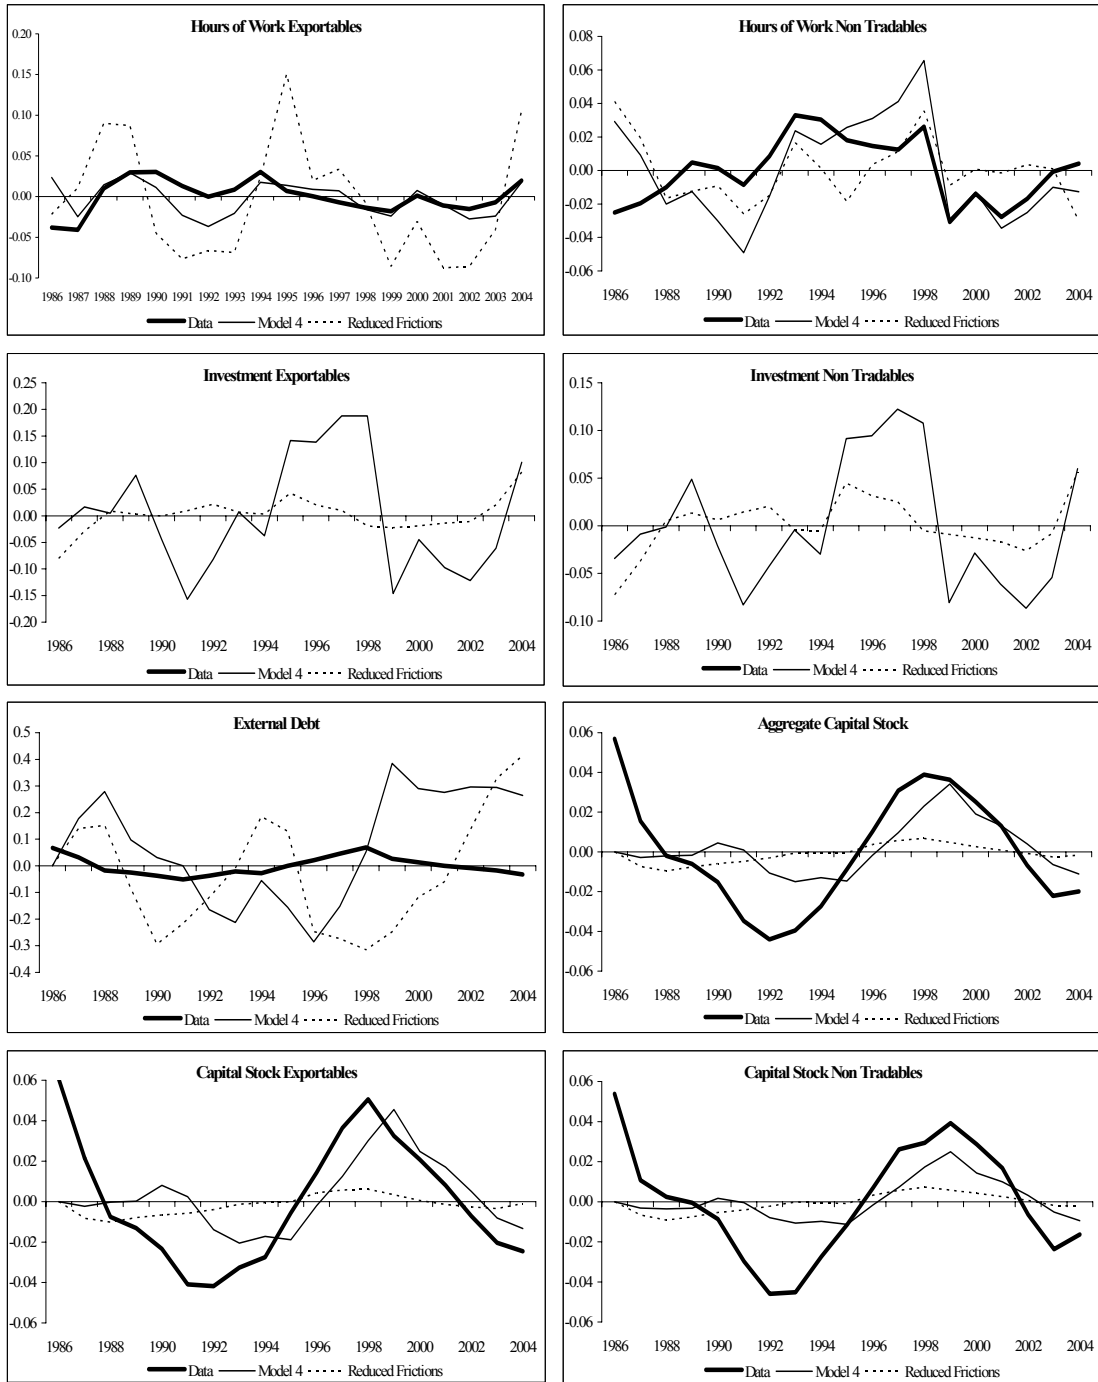 Hours of Work Exportables
0.20
0.15
0.10
0.05
0.00
-0.05
-0.10
1986 1987 1988 1989 1990 1991 1992 1993 1994 1995 1996 1997 1998 1999 2000 2001 2002 2003 2004
Data Model 4 Reduced Frictions
Hours of Work Non Tradables
0.08
0.06
0.04
0.02
0.00
-0.02
-0.04
-0.06
1986 1988 1990 1992 1994 1996 1998 2000 2002 2004
Data Model 4 Reduced Frictions
Investment Exportables
0.25
0.20
0.15
0.10
0.05
0.00
-0.05
-0.10
-0.15
-0.20
1986 1988 1990 1992 1994 1996 1998 2000 2002 2004
Data Model 4 Reduced Frictions
Investment Non Tradables
0.15
0.10
0.05
0.00
-0.05
-0.10
1986 1988 1990 1992 1994 1996 1998 2000 2002 2004
Data Model 4 Reduced Frictions
External Debt
0.5
0.4
0.3
0.2
0.1
0.0
-0.1
-0.2
-0.3
-0.4
1986 1988 1990 1992 1994 1996 1998 2000 2002 2004
Data Model 4 Reduced Frictions
Aggregate Capital Stock
0.06
0.04
0.02
0.00
-0.02
-0.04
-0.06
1986 1988 1990 1992 1994 1996 1998 2000 2002 2004
Data Model 4 Reduced Frictions
Capital Stock Exportables
0.06
0.04
0.02
0.00
-0.02
-0.04
-0.06
1986 1988 1990 1992 1994 1996 1998 2000 2002 2004
Data Model 4 Reduced Frictions
Capital Stock Non Tradables
0.06
0.04
0.02
0.00
-0.02
-0.04
-0.06
1986 1988 1990 1992 1994 1996 1998 2000 2002 2004
Data Model 4 Reduced Frictions